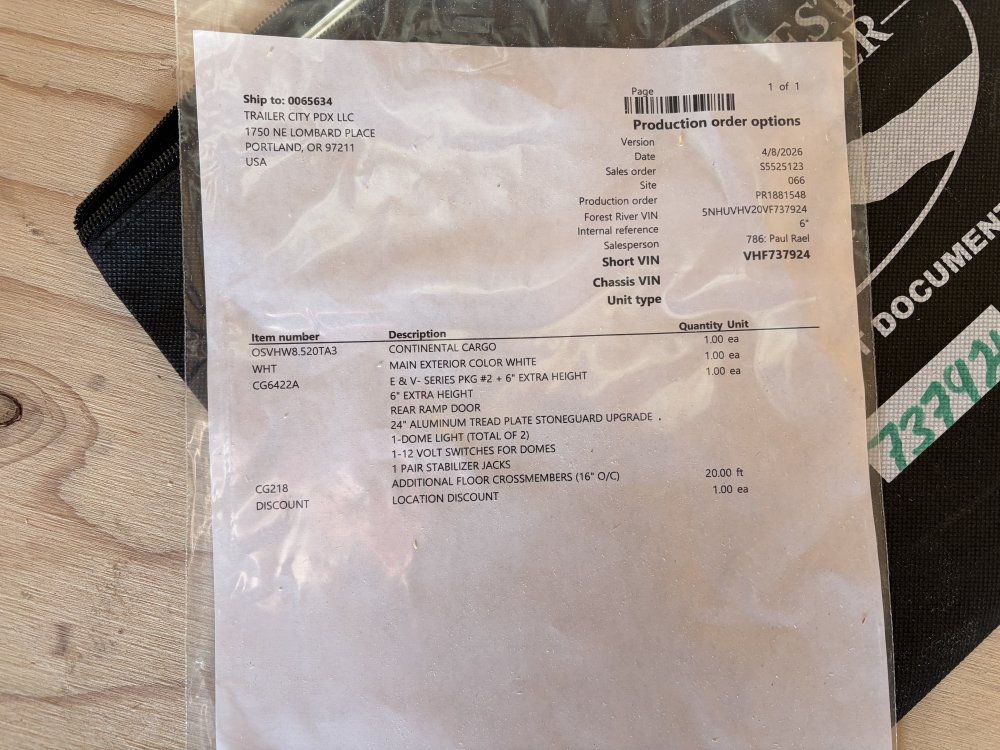 Ship to: 0065634
TRAILER CITY PDX LLC
1750 NE LOMBARD PLACE
PORTLAND, OR 97211
USA
Page 1 of 1
Production order options
Version
Date 4/8/2026
Sales order S5525123
Site 066
Production order PR1881548
Forest River VIN 5NHUVHV20VF737924
Internal reference 6"
Salesperson 786: Paul Rael
Short VIN VHF737924
Chassis VIN
Unit type
Item number Description Quantity Unit
OSVHW8.520TA3 CONTINENTAL CARGO 1.00 ea
WHT MAIN EXTERIOR COLOR WHITE 1.00 ea
CG6422A E & V- SERIES PKG #2 + 6" EXTRA HEIGHT 1.00 ea
6" EXTRA HEIGHT
REAR RAMP DOOR
24" ALUMINUM TREAD PLATE STONEGUARD UPGRADE .
1-DOME LIGHT (TOTAL OF 2)
1-12 VOLT SWITCHES FOR DOMES
1 PAIR STABILIZER JACKS
CG218 ADDITIONAL FLOOR CROSSMEMBERS (16" O/C) 20.00 ft
DISCOUNT LOCATION DISCOUNT 1.00 ea
DOCUMEN
737924